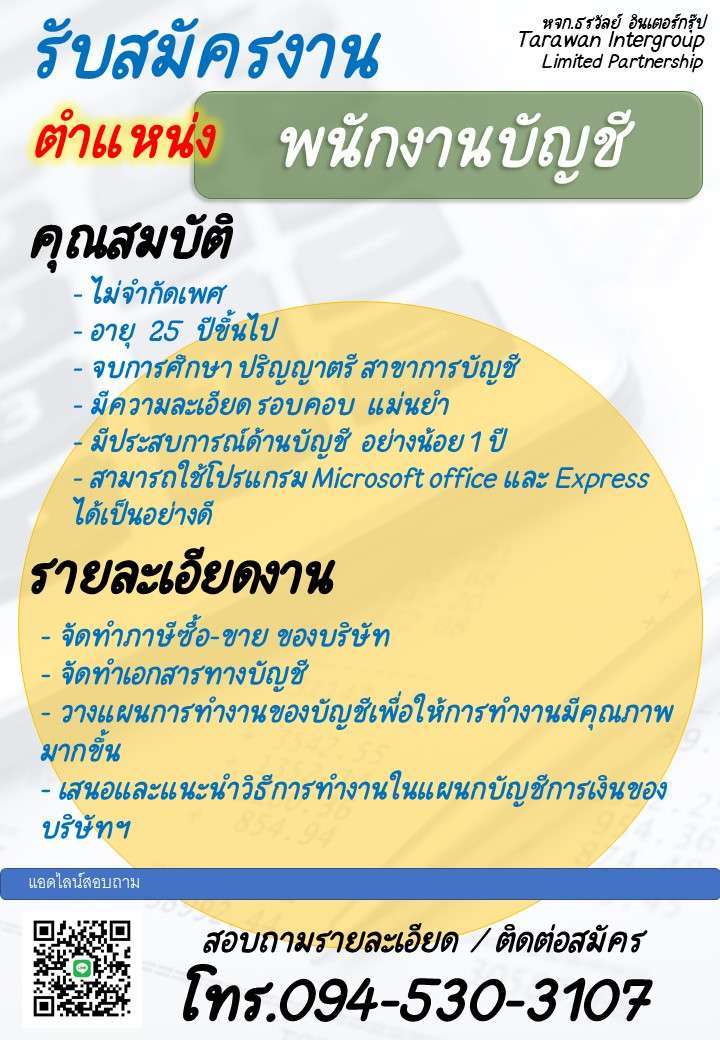 หจก.ธรวัลย์ อินเตอร์กรุ๊ป
Tarawan Intergroup
Limited Partnership
รับสมัครงาน
ตำแหน่ง
พนักงานบัญชี
คุณสมบัติ
- ไม่จำกัดเพศ
- อายุ 25 ปีขึ้นไป
- จบการศึกษา ปริญญาตรี สาขาการบัญชี
- มีความละเอียด รอบคอบ แม่นยำ
- มีประสบการณ์ด้านบัญชี อย่างน้อย 1 ปี
- สามารถใช้โปรแกรม Microsoft office และ Express
ได้เป็นอย่างดี
รายละเอียดงาน
- จัดทำภาษีซื้อ-ขาย ของบริษัท
- จัดทำเอกสารทางบัญชี
- วางแผนการทำงานของบัญชีเพื่อให้การทำงานมีคุณภาพ
มากขึ้น
- เสนอและแนะนำวิธีการทำงานในแผนกบัญชีการเงินของ
บริษัทฯ
854.94
แอดไลน์สอบถาม
สอบถามรายละเอียด / ติดต่อสมัคร
โทร.094-530-3107